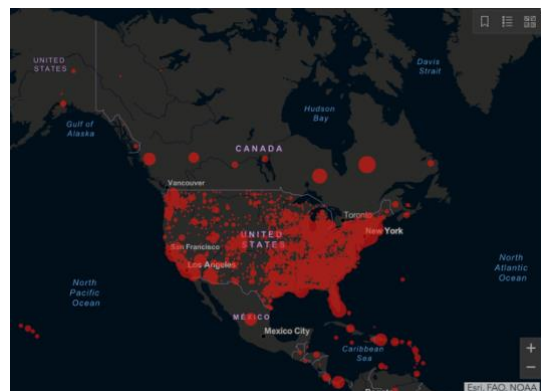 UNITED
STATES
Gulf of
Alaska
Hudson
Bay
Davis
Strait
CANADA
Vancouver
Toronto
New York
UNITED
STATES
San Francisco
Los Angeles
North
Pacific
Ocean
North
Atlantic
Ocean
MÉXICO
Mexico City
Caribbean
Sea
+
−
Esri, FAO, NOAA